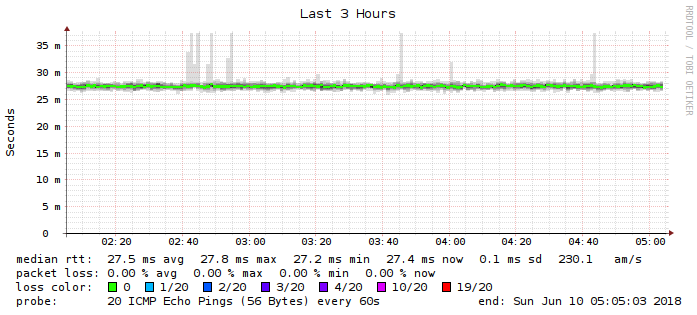 Last 3 Hours
RRDTOOL / TOBI OETIKER
Seconds
35 m
30 m
25 m
20 m
15 m
10 m
5 m
0
02:20 02:40 03:00 03:20 03:40 04:00 04:20 04:40 05:00
median rtt: 27.5 ms avg 27.8 ms max 27.2 ms min 27.4 ms now 0.1 ms sd 230.1 am/s
packet loss: 0.00 % avg 0.00 % max 0.00 % min 0.00 % now
loss color: 0 1/20 2/20 3/20 4/20 10/20 19/20
probe: 20 ICMP Echo Pings (56 Bytes) every 60s end: Sun Jun 10 05:05:03 2018